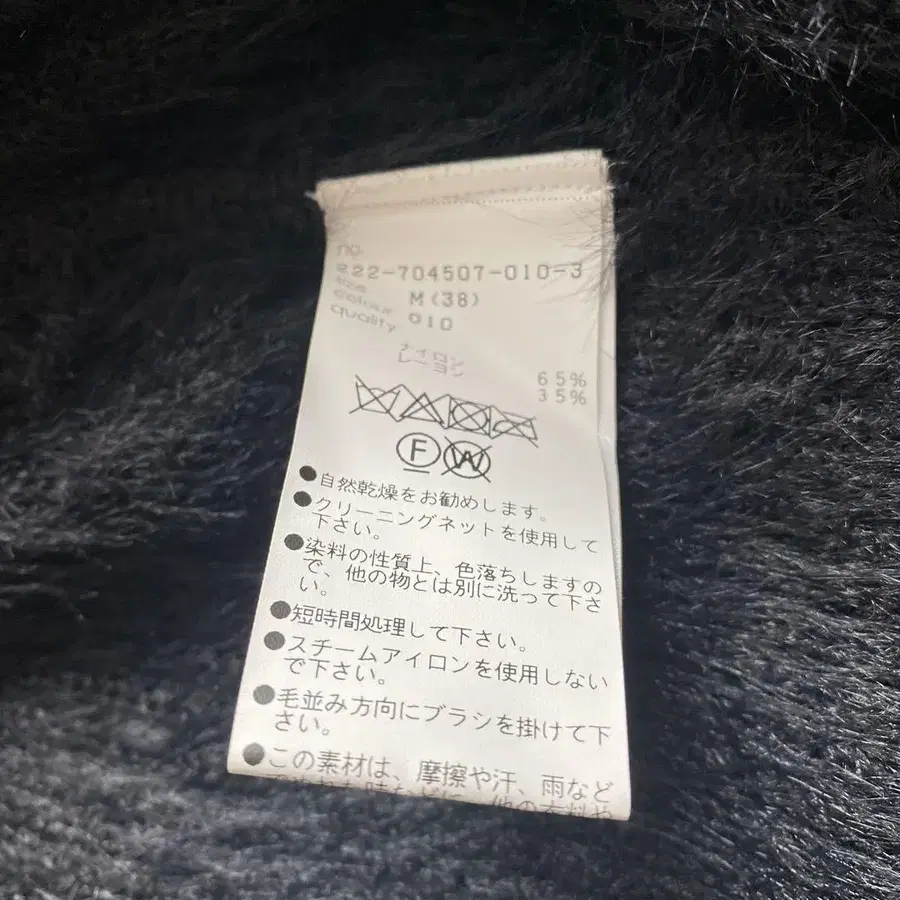 no.
222-704507-010-3
size M(38)
colour 010
quality
ナイロン 65%
レーヨン 35%
F W
●自然乾燥をお勧めします。
●クリーニングネットを使用して
下さい。
●染料の性質上、色落ちしますの
で、他の物とは別に洗って下さ
い。
●短時間処理して下さい。
●スチームアイロンを使用しない
で下さい。
●毛並み方向にブラシを掛けて下
さい。
●この素材は、摩擦や汗、雨など